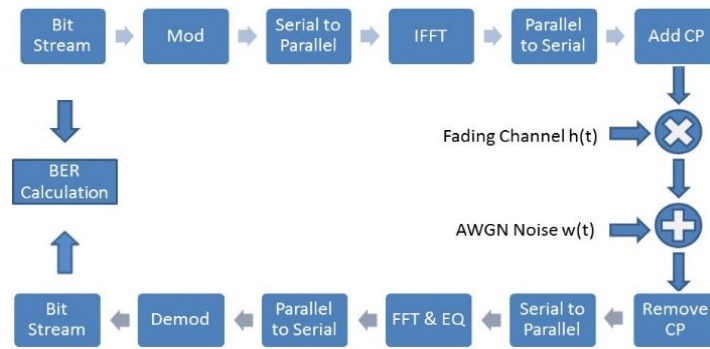 Bit
Stream
Mod
Serial to
Parallel
IFFT
Parallel
to Serial
Add CP
Fading Channel h(t)
BER
Calculation
AWGN Noise w(t)
Bit
Stream
Demod
Parallel
to Serial
FFT & EQ
Serial to
Parallel
Remove
CP